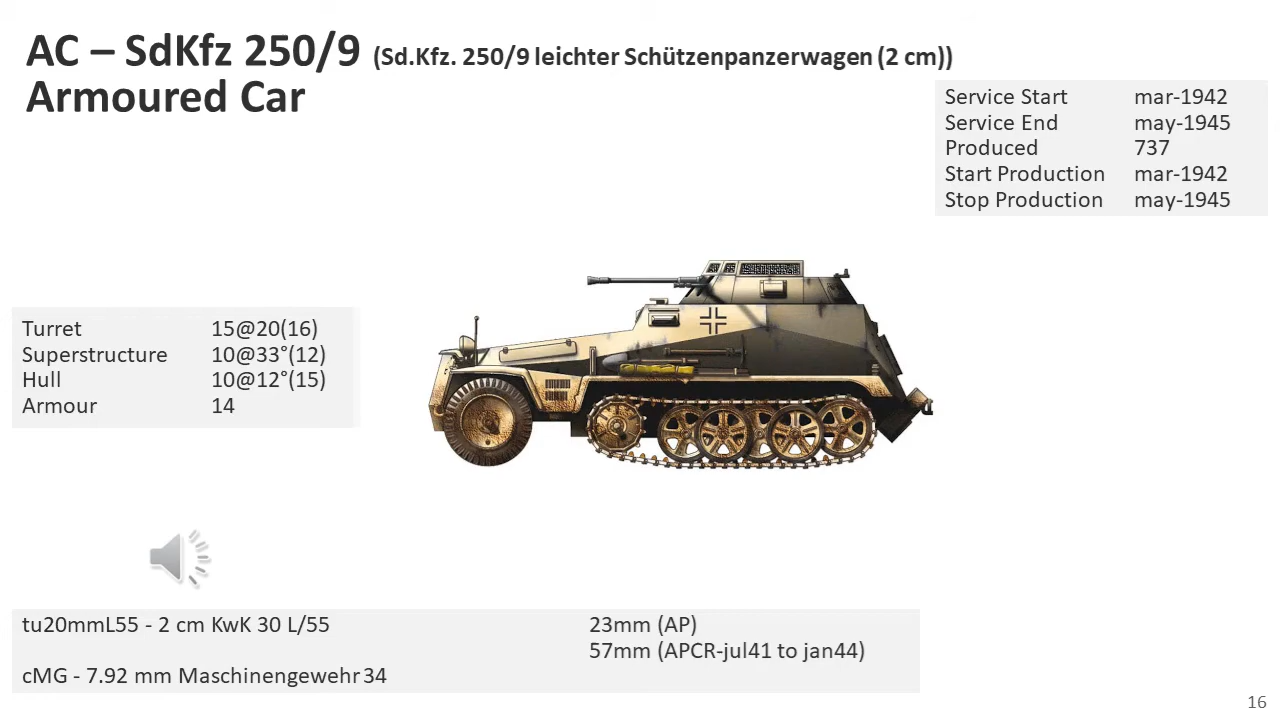 AC – SdKfz 250/9 (Sd.Kfz. 250/9 leichter Schützenpanzerwagen (2 cm))
Armoured Car
Service Start mar-1942
Service End may-1945
Produced 737
Start Production mar-1942
Stop Production may-1945
Turret 15@20(16)
Superstructure 10@33°(12)
Hull 10@12°(15)
Armour 14
tu20mmL55 - 2 cm KwK 30 L/55 23mm (AP)
57mm (APCR-jul41 to jan44)
cMG - 7.92 mm Maschinengewehr 34
16